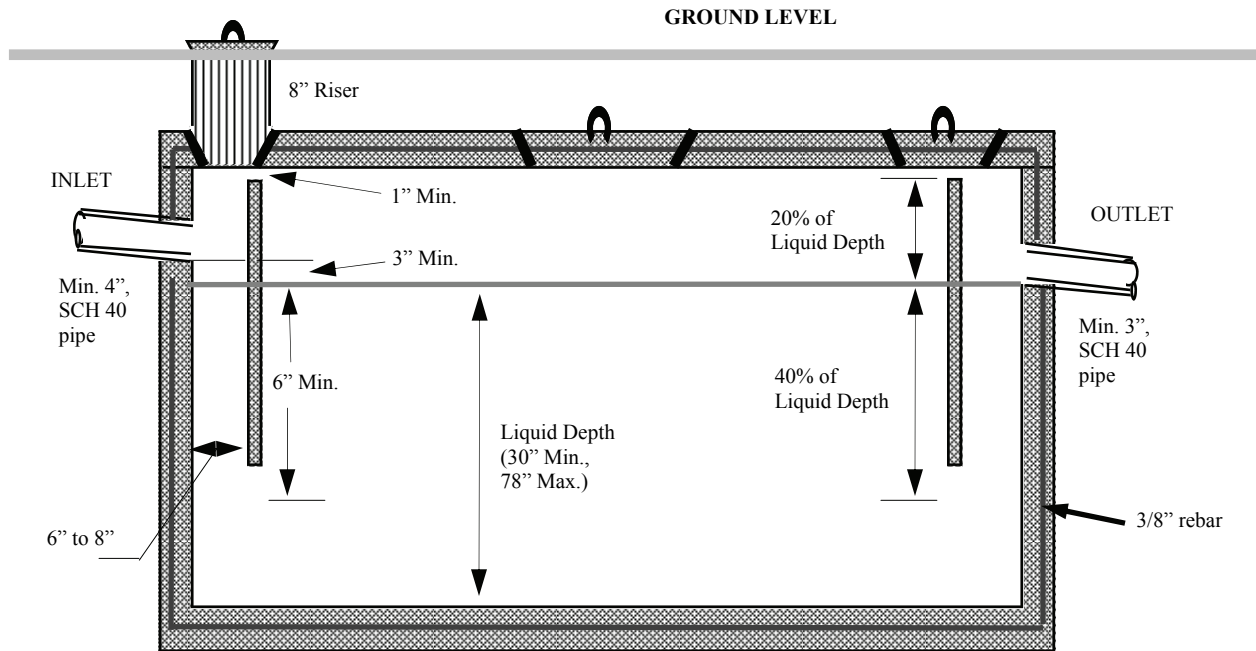 GROUND LEVEL
8” Riser
INLET
1” Min.
20% of
Liquid Depth
OUTLET
3” Min.
Min. 4”,
SCH 40
pipe
Min. 3”,
SCH 40
pipe
6” Min.
40% of
Liquid Depth
Liquid Depth
(30” Min.,
78” Max.)
6” to 8”
3/8” rebar